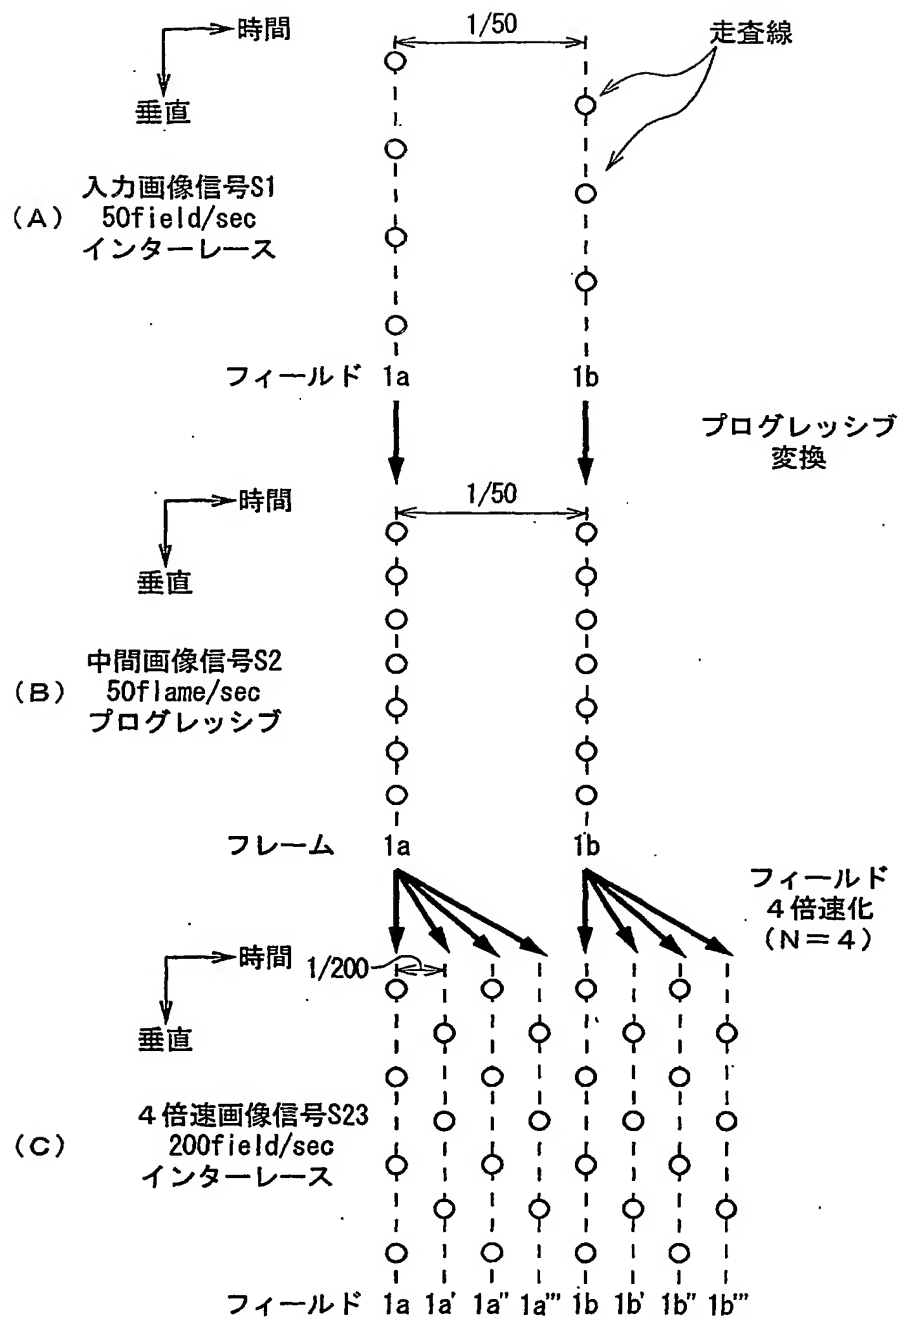 時間
垂直
1/50
走査線
(A)
入力画像信号S1
50field/sec
インターレース
フィールド 1a 1b
プログレッシブ
変換
時間
垂直
1/50
(B)
中間画像信号S2
50flame/sec
プログレッシブ
フレーム 1a 1b
フィールド
4倍速化
(N=4)
時間
垂直
1/200
(C)
4倍速画像信号S23
200field/sec
インターレース
フィールド 1a 1a' 1a'' 1a''' 1b 1b' 1b'' 1b'''